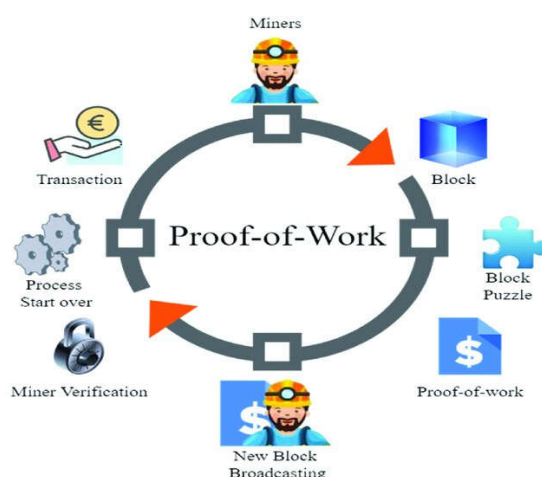 Miners
Block
Block
Puzzle
Proof-of-work
New Block
Broadcasting
Miner Verification
Process
Start over
Transaction
Proof-of-Work
€
$
$